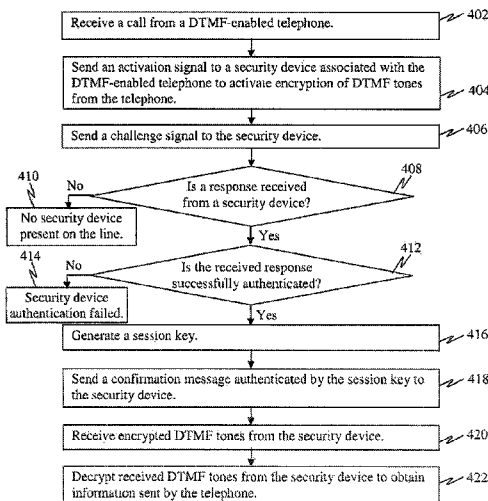 Receive a call from a DTMF-enabled telephone.
402
Send an activation signal to a security device associated with the
DTMF-enabled telephone to activate encryption of DTMF tones
from the telephone.
404
Send a challenge signal to the security device.
406
Is a response received
from a security device?
408
No
410
No security device
present on the line.
Yes
Is the received response
successfully authenticated?
412
No
414
Security device
authentication failed.
Yes
Generate a session key.
416
Send a confirmation message authenticated by the session key to
the security device.
418
Receive encrypted DTMF tones from the security device.
420
Decrypt received DTMF tones from the security device to obtain
information sent by the telephone.
422